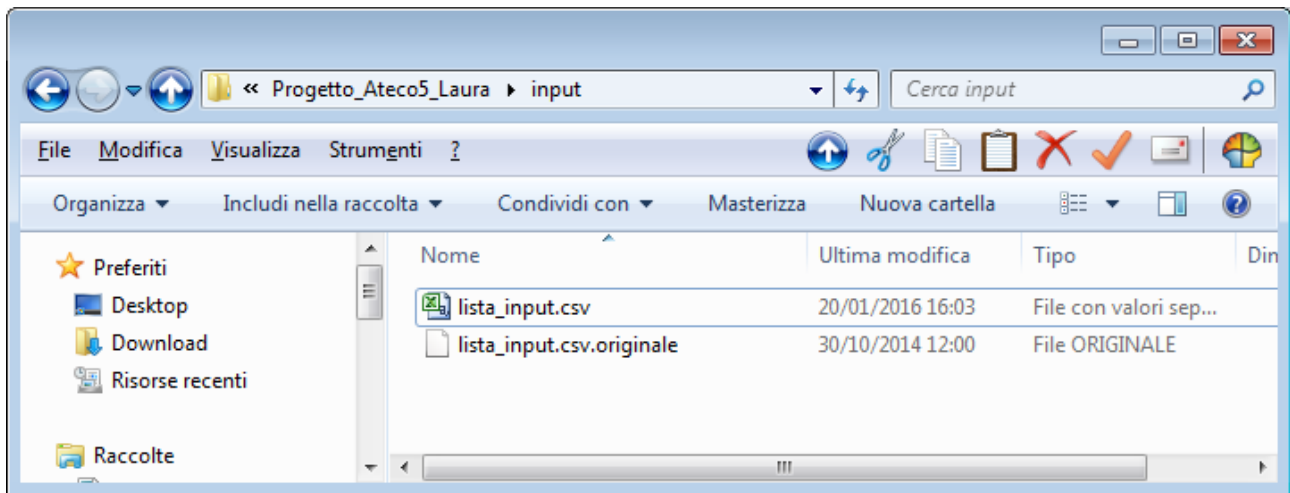 « Progetto_Ateco5_Laura input Cerca input
File Modifica Visualizza Strumenti ?
Organizza Includi nella raccolta Condividi con Masterizza Nuova cartella
Preferiti
Desktop
Download
Risorse recenti
Raccolte
Nome Ultima modifica Tipo Din
lista_input.csv 20/01/2016 16:03 File con valori sep...
lista_input.csv.originale 30/10/2014 12:00 File ORIGINALE